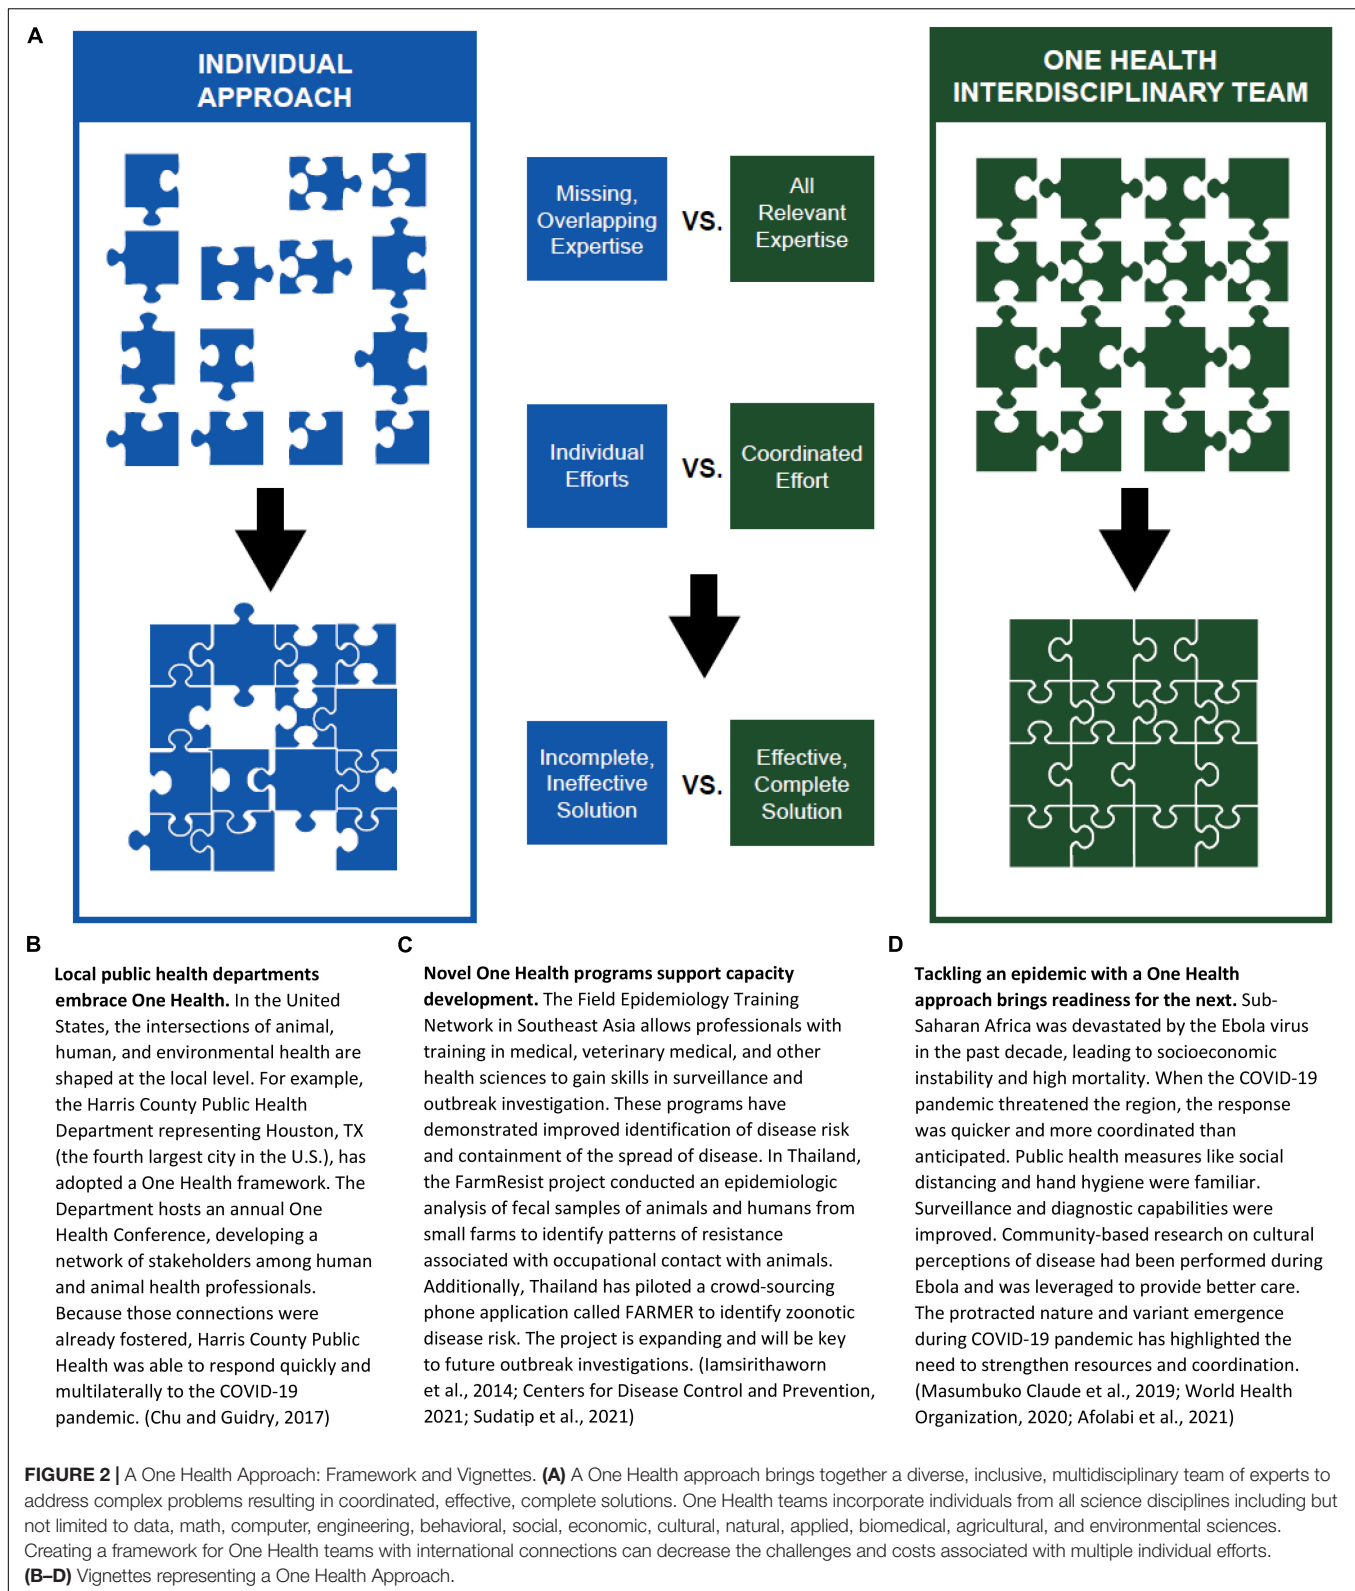 A
INDIVIDUAL
APPROACH
ONE HEALTH
INTERDISCIPLINARY TEAM
Missing,
Overlapping
Expertise
VS.
All
Relevant
Expertise
Individual
Efforts
VS.
Coordinated
Effort
Incomplete,
Ineffective
Solution
VS.
Effective,
Complete
Solution
B
Local public health departments
embrace One Health. In the United
States, the intersections of animal,
human, and environmental health are
shaped at the local level. For example,
the Harris County Public Health
Department representing Houston, TX
(the fourth largest city in the U.S.), has
adopted a One Health framework. The
Department hosts an annual One
Health Conference, developing a
network of stakeholders among human
and animal health professionals.
Because those connections were
already fostered, Harris County Public
Health was able to respond quickly and
multilaterally to the COVID-19
pandemic. (Chu and Guidry, 2017)
C
Novel One Health programs support capacity
development. The Field Epidemiology Training
Network in Southeast Asia allows professionals with
training in medical, veterinary medical, and other
health sciences to gain skills in surveillance and
outbreak investigation. These programs have
demonstrated improved identification of disease risk
and containment of the spread of disease. In Thailand,
the FarmResist project conducted an epidemiologic
analysis of fecal samples of animals and humans from
small farms to identify patterns of resistance
associated with occupational contact with animals.
Additionally, Thailand has piloted a crowd-sourcing
phone application called FARMER to identify zoonotic
disease risk. The project is expanding and will be key
to future outbreak investigations. (Iamsirithaworn
et al., 2014; Centers for Disease Control and Prevention,
2021; Sudatip et al., 2021)
D
Tackling an epidemic with a One Health
approach brings readiness for the next. Sub-
Saharan Africa was devastated by the Ebola virus
in the past decade, leading to socioeconomic
instability and high mortality. When the COVID-19
pandemic threatened the region, the response
was quicker and more coordinated than
anticipated. Public health measures like social
distancing and hand hygiene were familiar.
Surveillance and diagnostic capabilities were
improved. Community-based research on cultural
perceptions of disease had been performed during
Ebola and was leveraged to provide better care.
The protracted nature and variant emergence
during COVID-19 pandemic has highlighted the
need to strengthen resources and coordination.
(Masumbuko Claude et al., 2019; World Health
Organization, 2020; Afolabi et al., 2021)
FIGURE 2 | A One Health Approach: Framework and Vignettes. (A) A One Health approach brings together a diverse, inclusive, multidisciplinary team of experts to
address complex problems resulting in coordinated, effective, complete solutions. One Health teams incorporate individuals from all science disciplines including but
not limited to data, math, computer, engineering, behavioral, social, economic, cultural, natural, applied, biomedical, agricultural, and environmental sciences.
Creating a framework for One Health teams with international connections can decrease the challenges and costs associated with multiple individual efforts.
(B–D) Vignettes representing a One Health Approach.